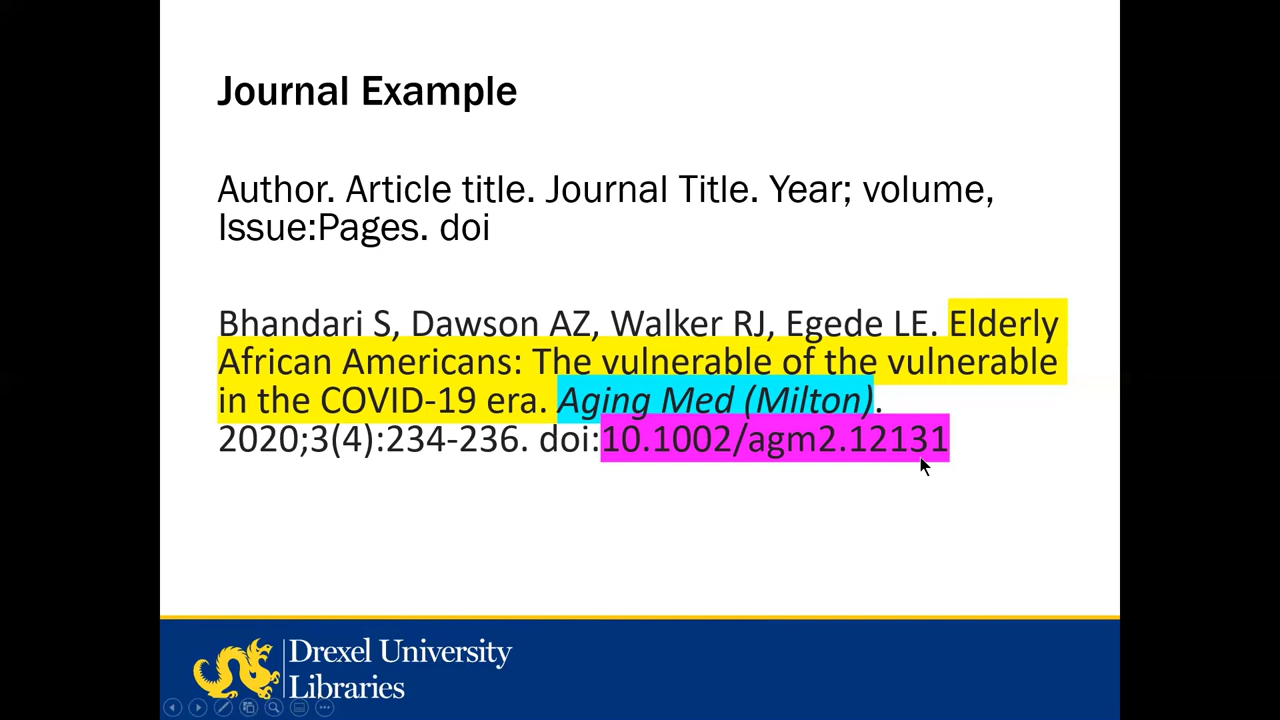 Journal Example
Author. Article title. Journal Title. Year; volume,
Issue:Pages. doi
Bhandari S, Dawson AZ, Walker RJ, Egede LE. Elderly
African Americans: The vulnerable of the vulnerable
in the COVID-19 era. Aging Med (Milton).
2020;3(4):234-236. doi:10.1002/agm2.12131
Drexel University
Libraries